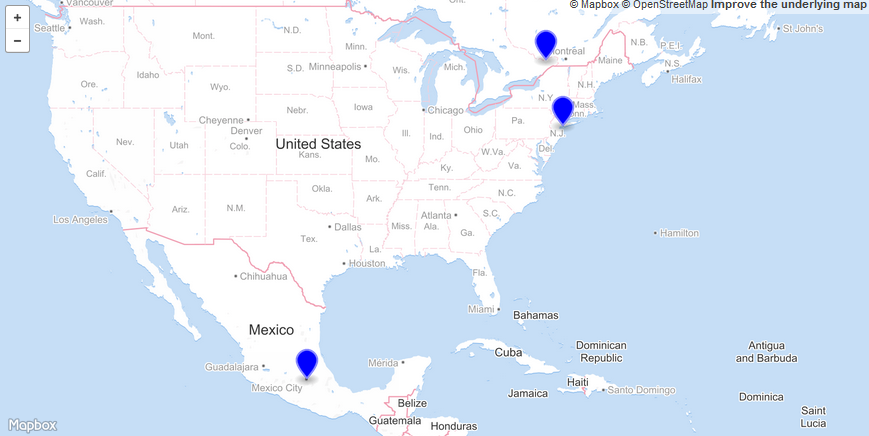 © Mapbox © OpenStreetMap Improve the underlying map
+
−
Vancouver
Seattle
Wash.
Mont.
N.D.
Minn.
Montréal
N.B.
P.E.I.
St John's
Ore.
Idaho
Wyo.
S.D.
Minneapolis
Wis.
Mich.
Maine
N.S.
Halifax
N.H.
N.Y.
Mass
Conn.
Nebr.
Iowa
Chicago
Cheyenne
Denver
Colo.
Nev.
Utah
United States
Kans.
Mo.
Ill.
Ind.
Ohio
Pa.
N.J.
Del.
W.Va.
Va.
Ky.
Calif.
Los Angeles
Ariz.
N.M.
Okla.
Ark.
Tenn.
N.C.
S.C.
Atlanta
Ala.
Ga.
Miss.
Dallas
Tex.
La.
Houston
Hamilton
Chihuahua
Fla.
Miami
Bahamas
Mexico
Guadalajara
Mexico City
Mérida
Cuba
Dominican
Republic
Antigua
and Barbuda
Haiti
Santo Domingo
Jamaica
Belize
Guatemala
Honduras
Dominica
Saint
Lucia
Mapbox